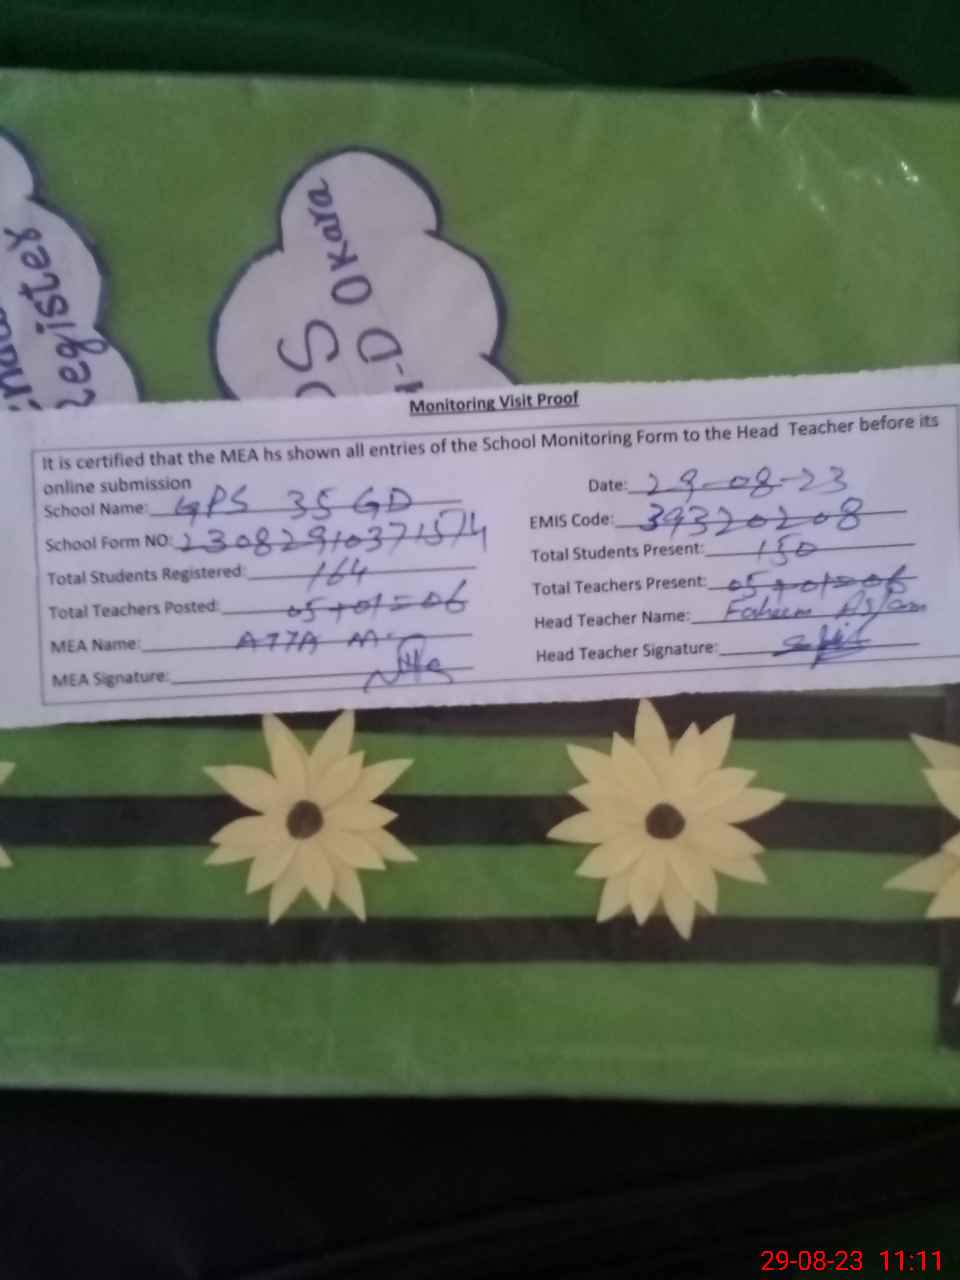 Okara
S
1-D
Register
Monitoring Visit Proof
It is certified that the MEA hs shown all entries of the School Monitoring Form to the Head Teacher before its
online submission
School Name: GPS 35 GD
Date: 29-08-23
School Form NO: 23082910371574
EMIS Code: 39320208
Total Students Registered: 164
Total Students Present: 150
Total Teachers Posted: 05+01=06
Total Teachers Present: 05+01=06
MEA Name: ATTA M.
Head Teacher Name: Faheem Aslam
MEA Signature:
Head Teacher Signature:
29-08-23 11:11